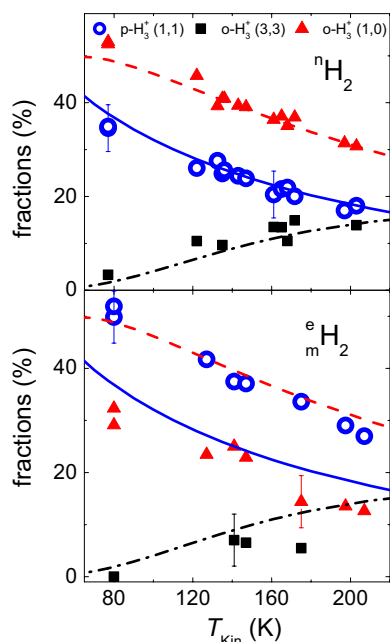 p-H₃⁺ (1,1) o-H₃⁺ (3,3) o-H₃⁺ (1,0)
ⁿH₂
fractions (%)
40
20
0
ᵉₘH₂
fractions (%)
40
20
0
80 120 160 200
T_Kin (K)